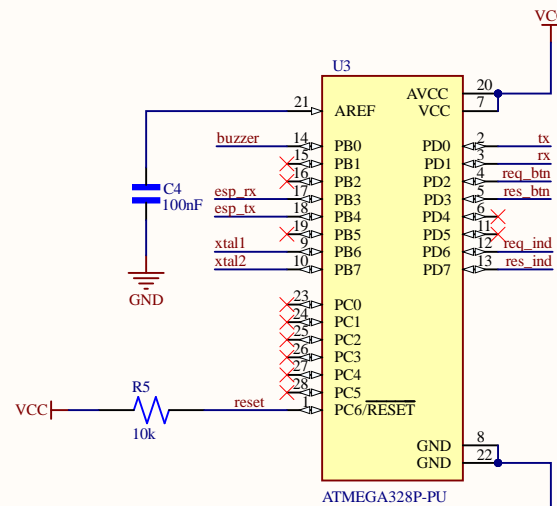 VCC
U3
21 AREF
AVCC 20
VCC 7
buzzer 14 PB0
PD0 2 tx
15 PB1
PD1 3 rx
16 PB2
PD2 4 req_btn
esp_rx 17 PB3
PD3 5 res_btn
esp_tx 18 PB4
PD4 6
19 PB5
PD5 11
xtal1 9 PB6
PD6 12 req_ind
xtal2 10 PB7
PD7 13 res_ind
C4
100nF
GND
23 PC0
24 PC1
25 PC2
26 PC3
27 PC4
28 PC5
R5
VCC
reset 1 PC6/RESET
10k
GND 8
GND 22
ATMEGA328P-PU